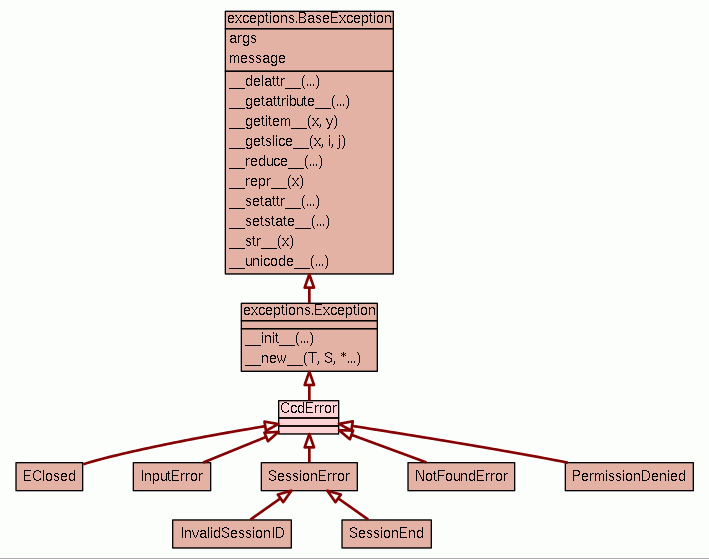 exceptions.BaseException
args
message
__delattr__(...)
__getattribute__(...)
__getitem__(x, y)
__getslice__(x, i, j)
__reduce__(...)
__repr__(x)
__setattr__(...)
__setstate__(...)
__str__(x)
__unicode__(...)
exceptions.Exception
__init__(...)
__new__(T, S, *...)
CcdError
EClosed
InputError
SessionError
NotFoundError
PermissionDenied
InvalidSessionID
SessionEnd